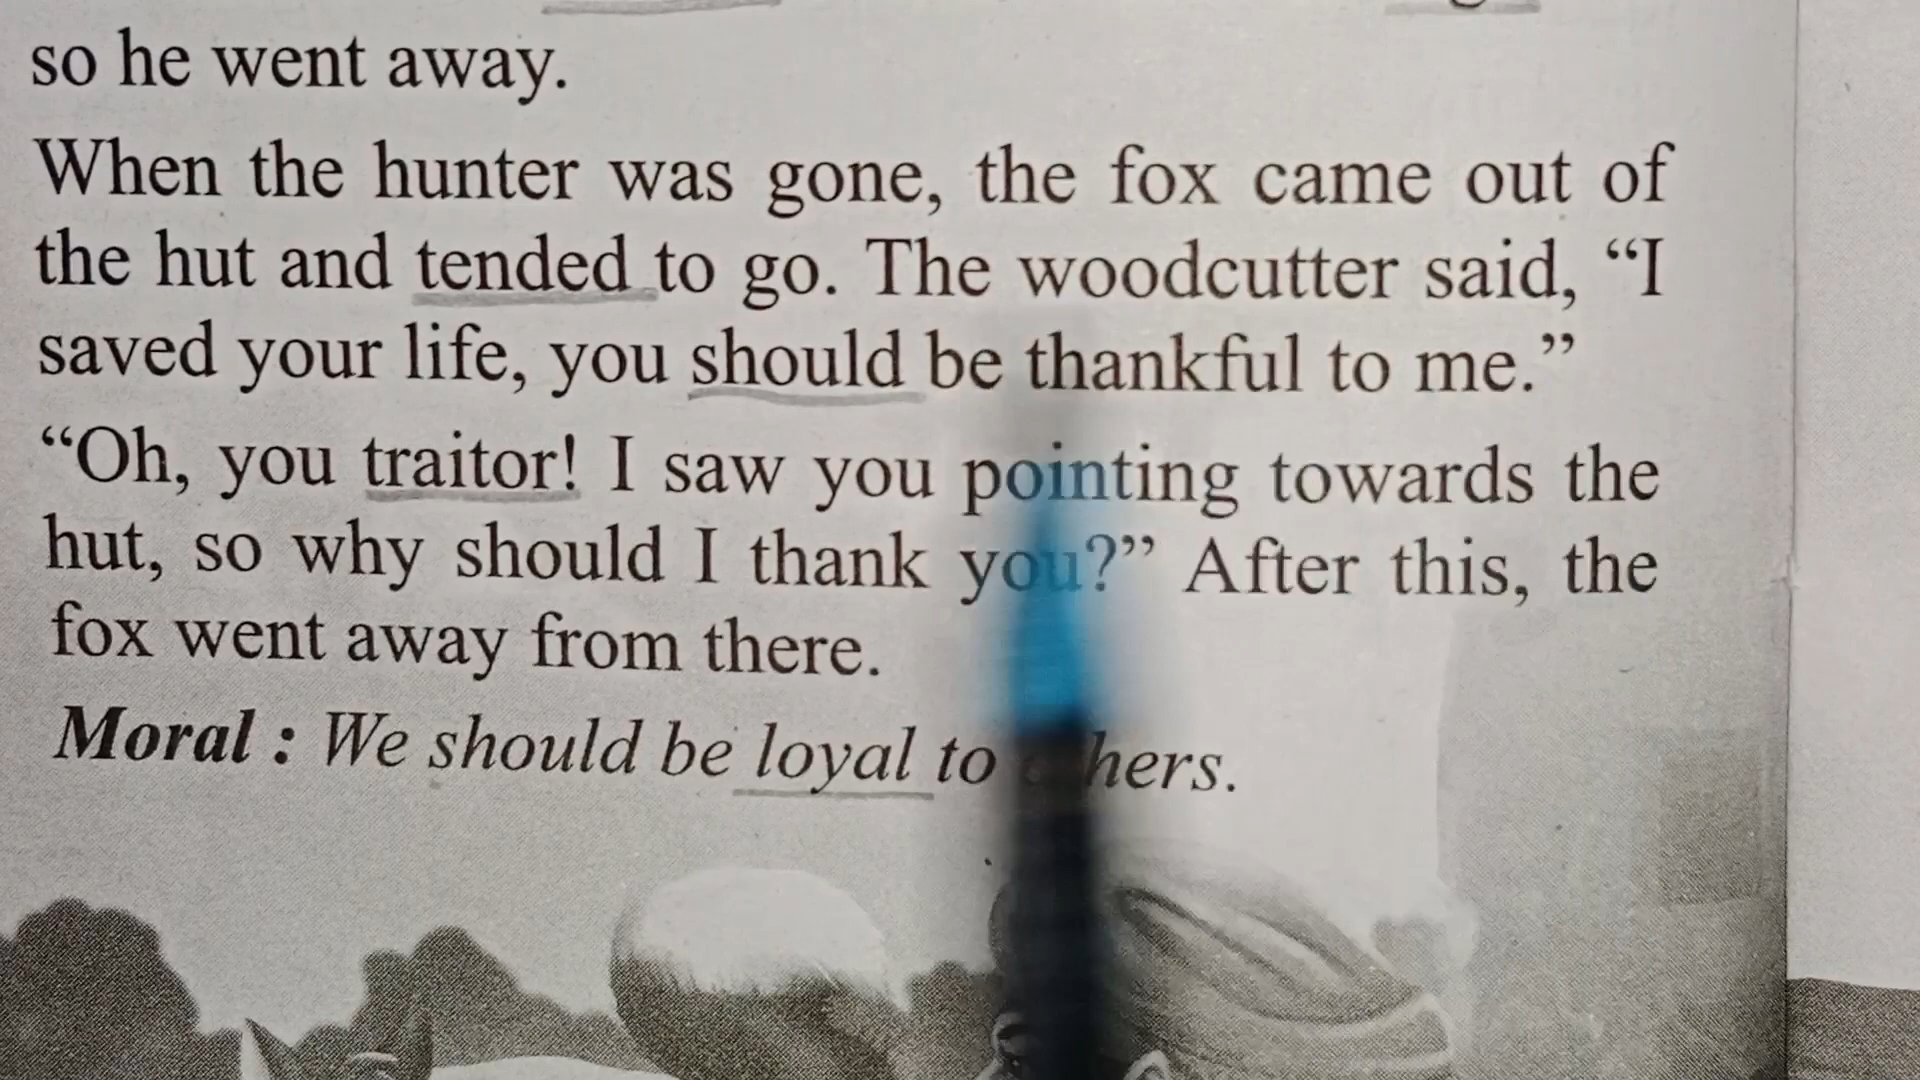 so he went away.
When the hunter was gone, the fox came out of
the hut and tended to go. The woodcutter said, “I
saved your life, you should be thankful to me.”
“Oh, you traitor! I saw you pointing towards the
hut, so why should I thank you?” After this, the
fox went away from there.
Moral : We should be loyal to